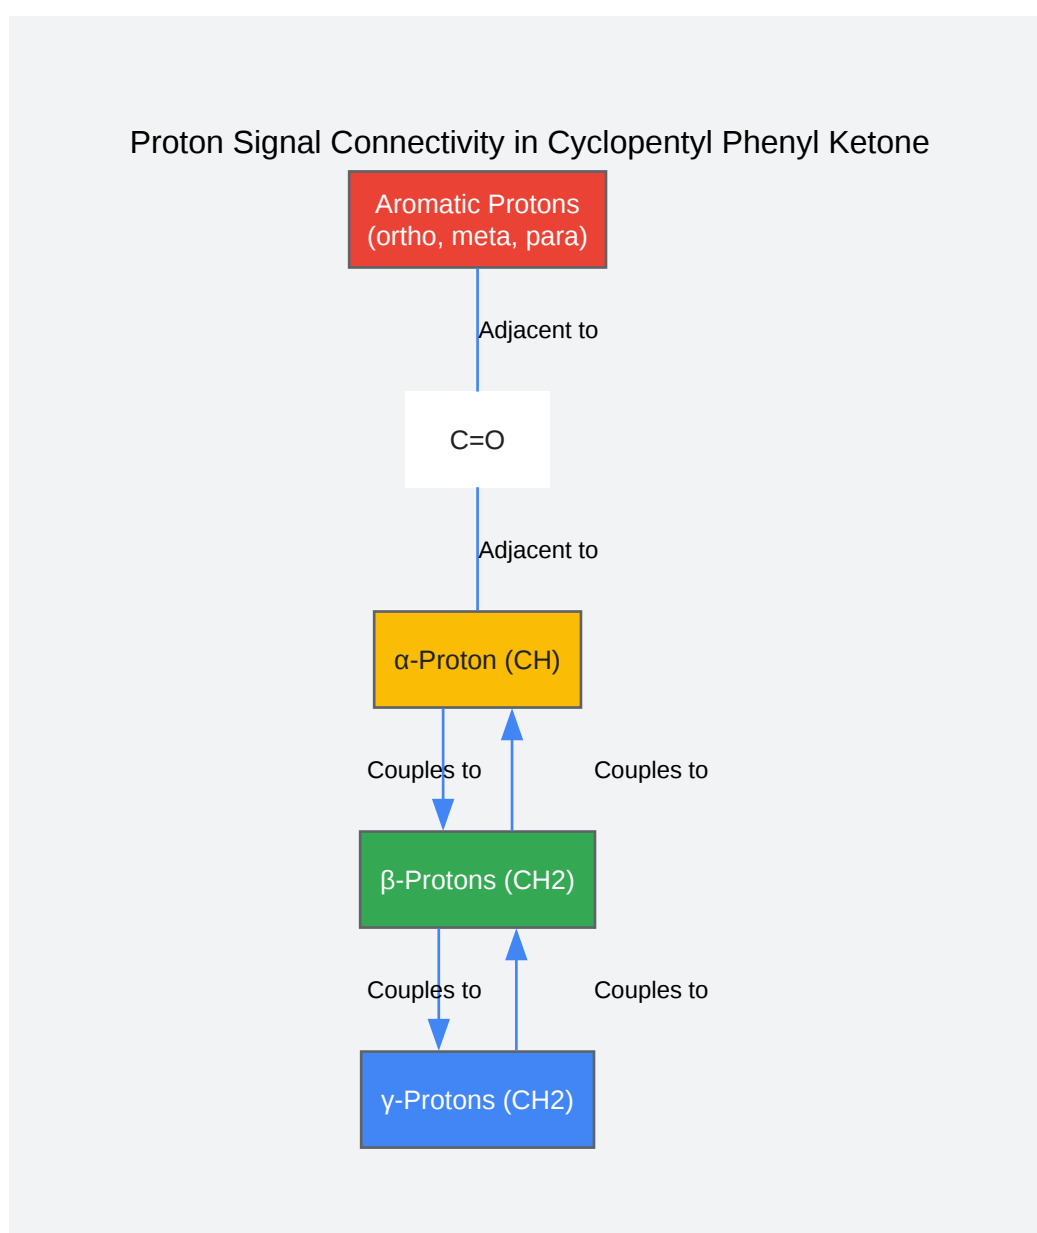 Proton Signal Connectivity in Cyclopentyl Phenyl Ketone
Aromatic Protons
(ortho, meta, para)
Adjacent to
C=O
Adjacent to
α-Proton (CH)
Couples to
Couples to
β-Protons (CH2)
Couples to
Couples to
γ-Protons (CH2)